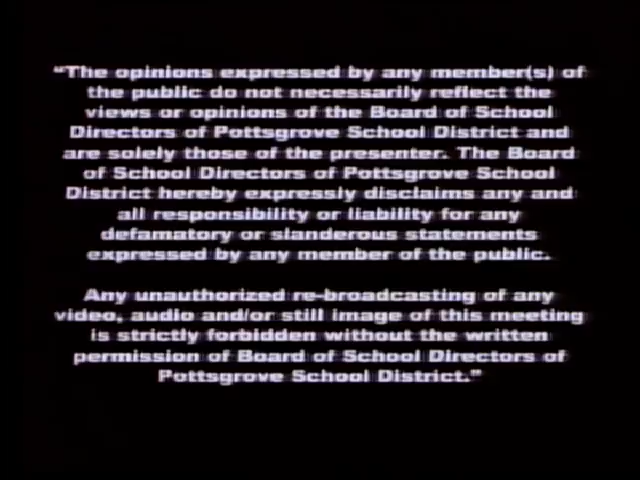 “The opinions expressed by any member(s) of
the public do not necessarily reflect the
views or opinions of the Board of School
Directors of Pottsgrove School District and
are solely those of the presenter. The Board
of School Directors of Pottsgrove School
District hereby expressly disclaims any and
all responsibility or liability for any
defamatory or slanderous statements
expressed by any member of the public.

Any unauthorized re-broadcasting of any
video, audio and/or still image of this meeting
is strictly forbidden without the written
permission of Board of School Directors of
Pottsgrove School District.”